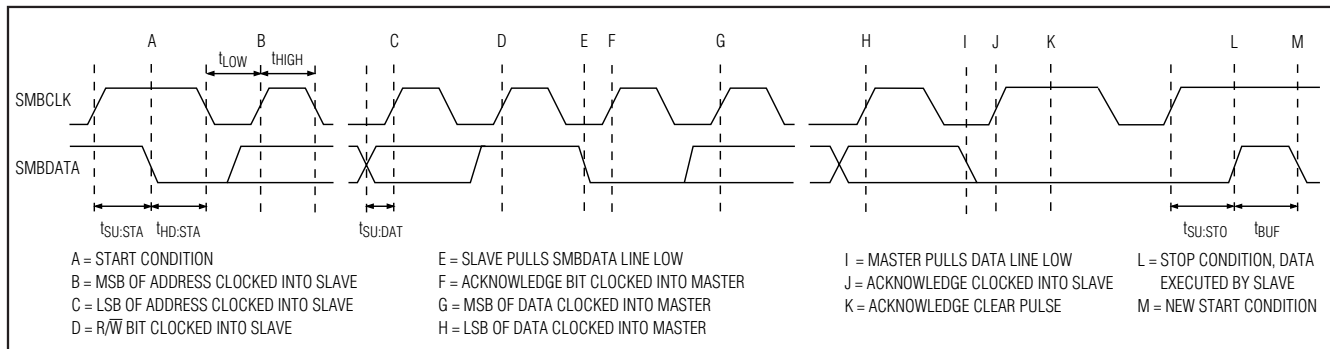 A B C D E F G H I J K L M
tLOW tHIGH
SMBCLK
SMBDATA
tSU:STA tHD:STA tSU:DAT tSU:STO tBUF
A = START CONDITION
B = MSB OF ADDRESS CLOCKED INTO SLAVE
C = LSB OF ADDRESS CLOCKED INTO SLAVE
D = R/W̅ BIT CLOCKED INTO SLAVE
E = SLAVE PULLS SMBDATA LINE LOW
F = ACKNOWLEDGE BIT CLOCKED INTO MASTER
G = MSB OF DATA CLOCKED INTO MASTER
H = LSB OF DATA CLOCKED INTO MASTER
I = MASTER PULLS DATA LINE LOW
J = ACKNOWLEDGE CLOCKED INTO SLAVE
K = ACKNOWLEDGE CLEAR PULSE
L = STOP CONDITION, DATA
EXECUTED BY SLAVE
M = NEW START CONDITION